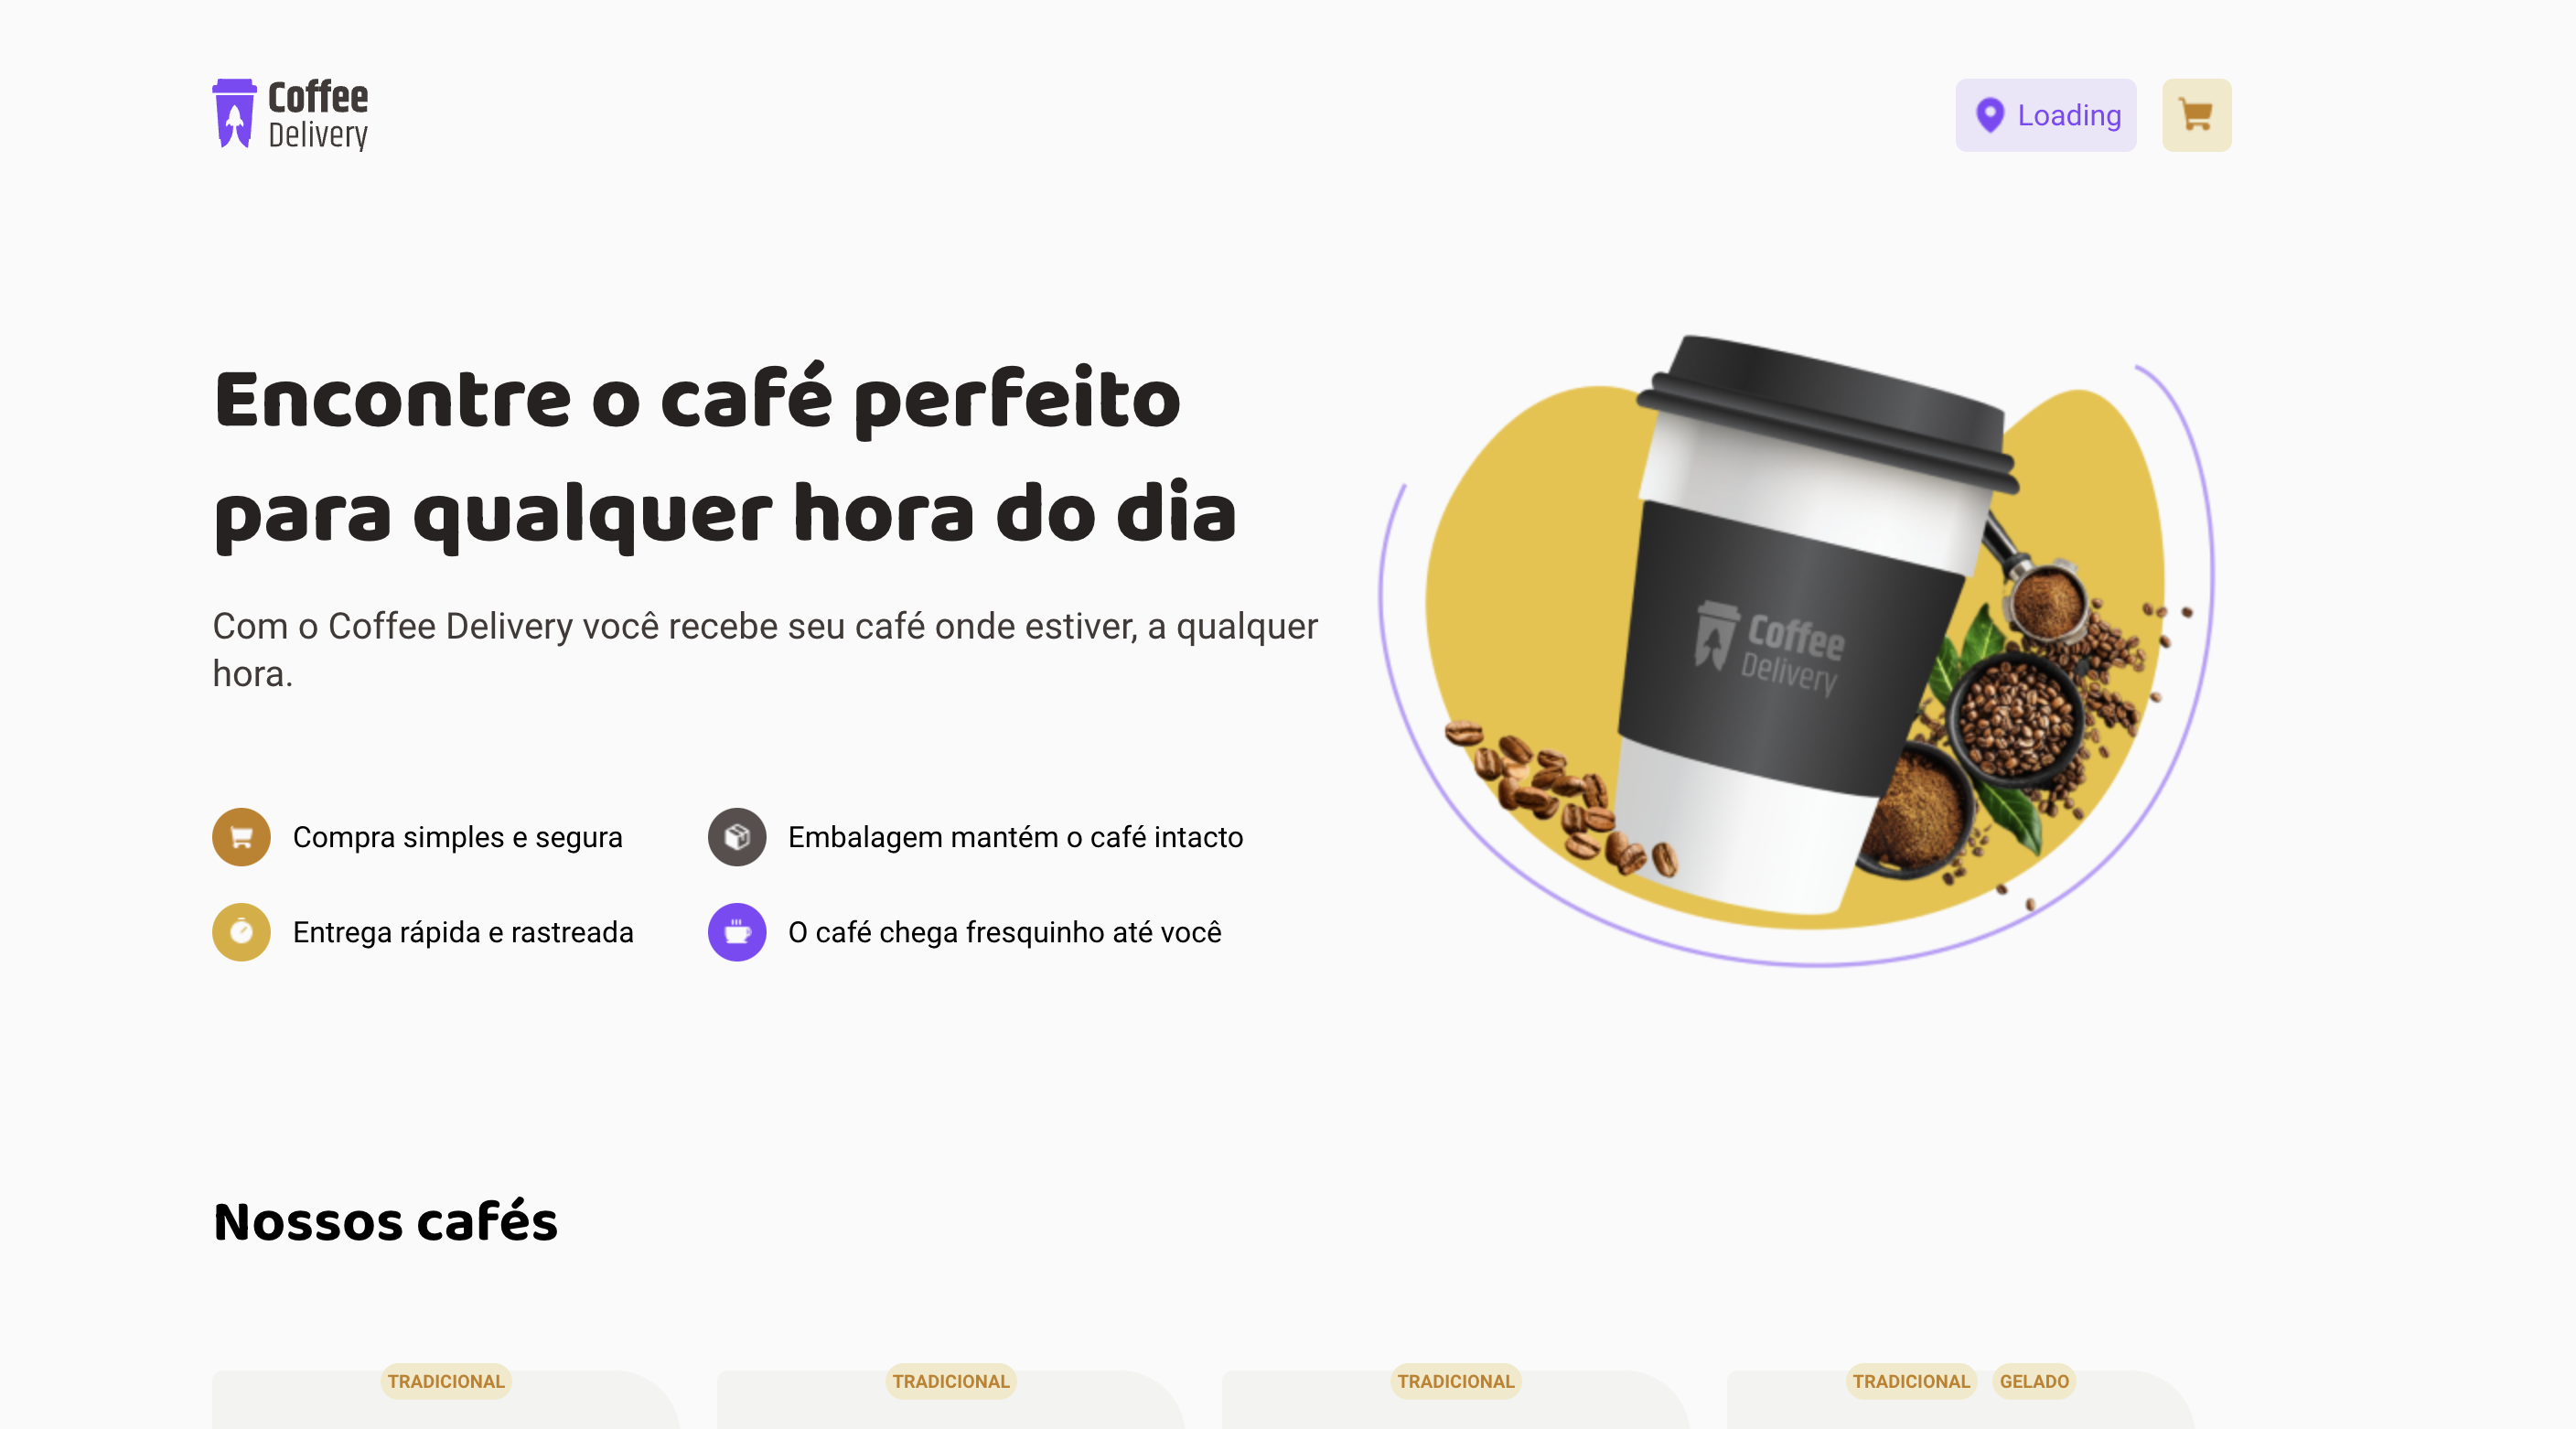 Coffee
Delivery
Loading
Encontre o café perfeito
para qualquer hora do dia
Com o Coffee Delivery você recebe seu café onde estiver, a qualquer
hora.
Coffee
Delivery
Compra simples e segura
Embalagem mantém o café intacto
Entrega rápida e rastreada
O café chega fresquinho até você
Nossos cafés
TRADICIONAL
TRADICIONAL
TRADICIONAL
TRADICIONAL
GELADO